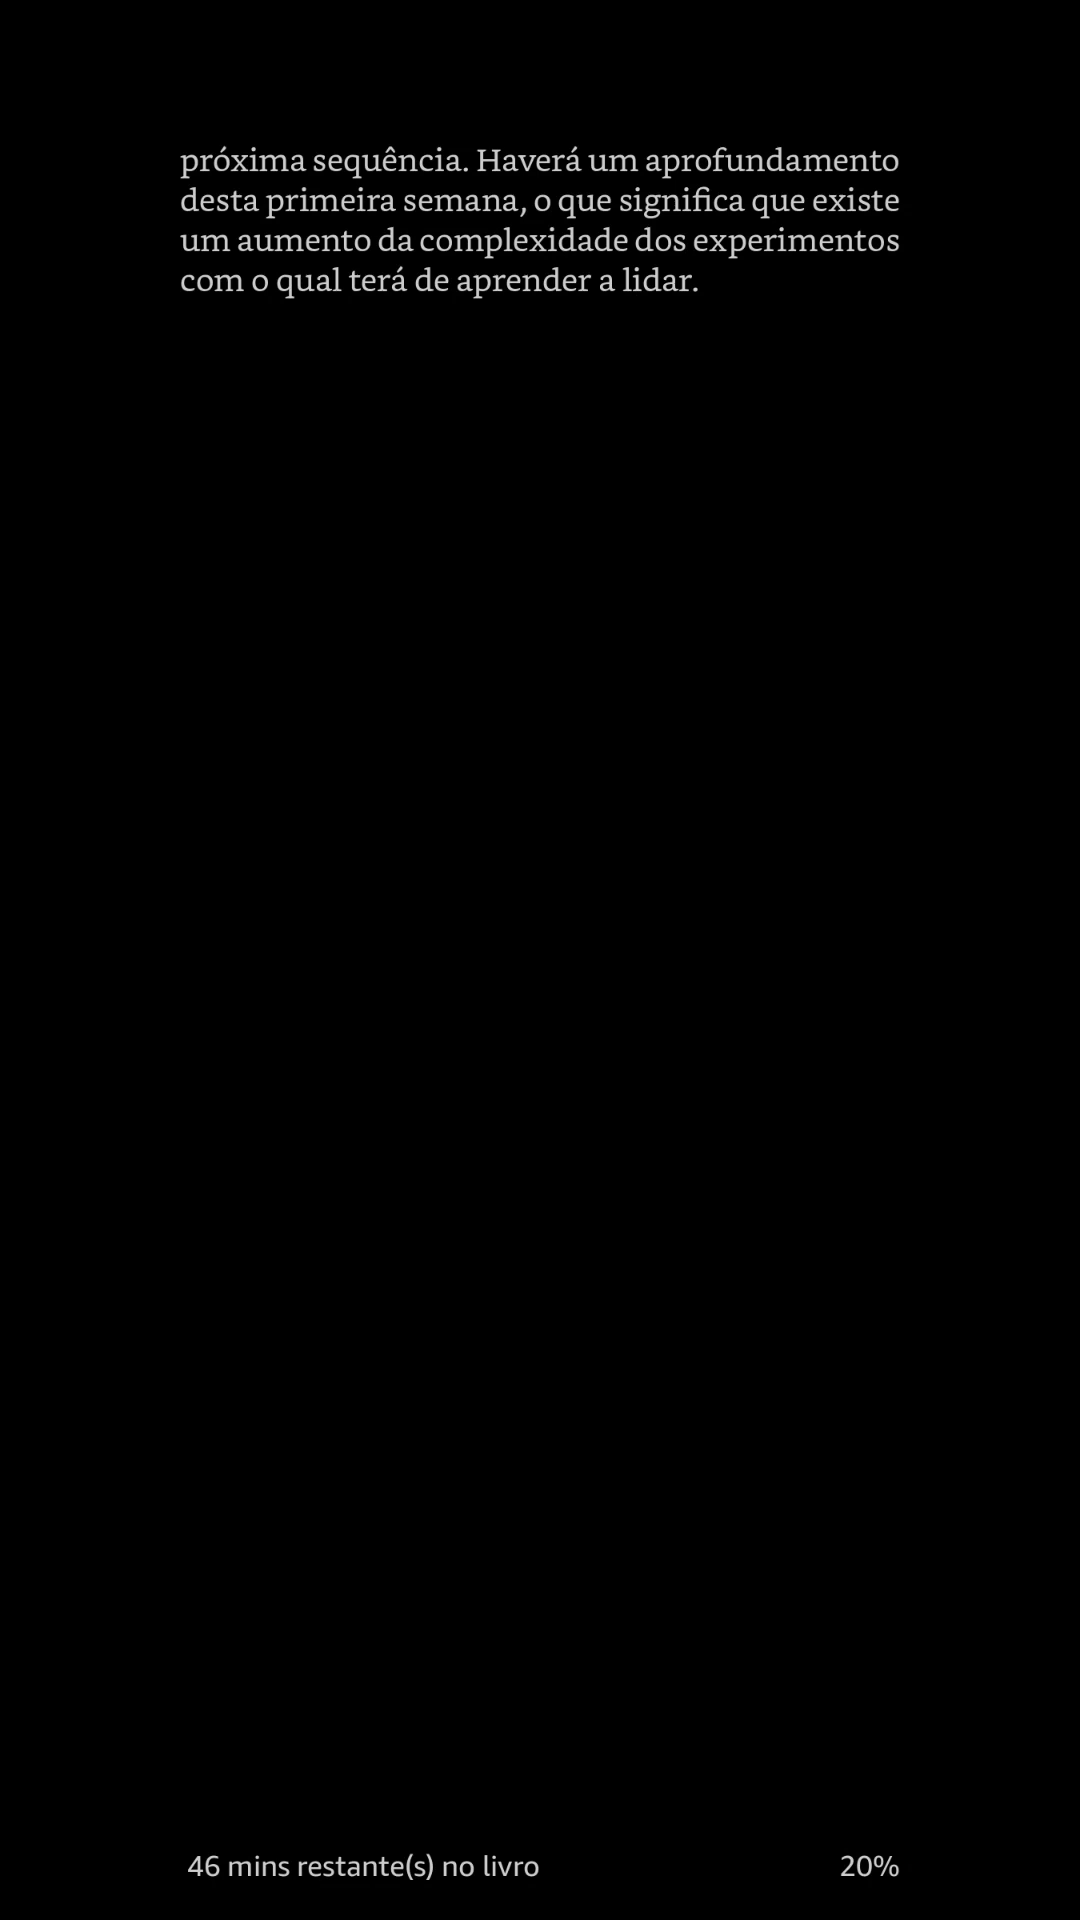 próxima sequência. Haverá um aprofundamento
desta primeira semana, o que significa que existe
um aumento da complexidade dos experimentos
com o qual terá de aprender a lidar.
46 mins restante(s) no livro
20%